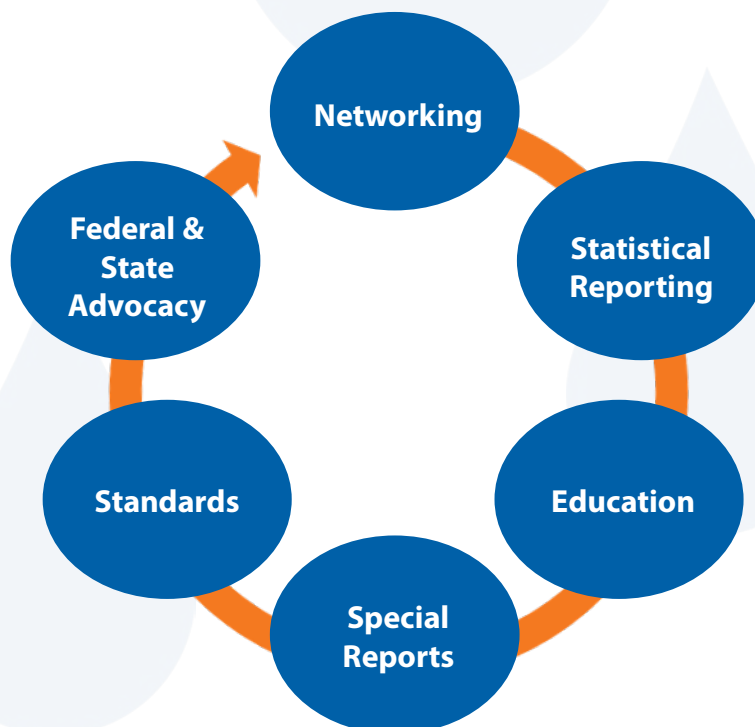 Networking
Statistical
Reporting
Education
Special
Reports
Standards
Federal &
State
Advocacy